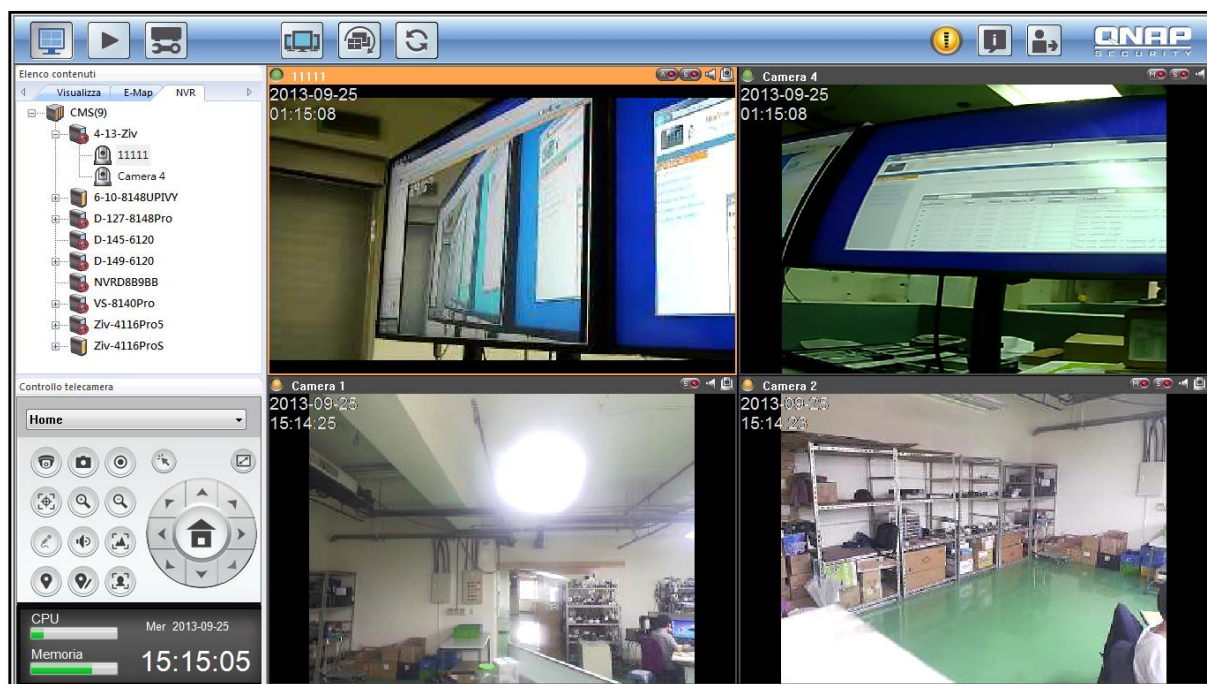 QNAP
SECURITY
Elenco contenuti
Visualizza E-Map NVR
CMS(9)
4-13-Ziv
11111
Camera 4
6-10-8148UPIVY
D-127-8148Pro
D-145-6120
D-149-6120
NVRD8B9BB
VS-8140Pro
Ziv-4116Pro5
Ziv-4116ProS
Controllo telecamera
Home
CPU
Mer 2013-09-25
Memoria
15:15:05
11111
2013-09-25
01:15:08
Camera 4
2013-09-25
01:15:08
Camera 1
2013-09-25
15:14:25
Camera 2
2013-09-25
15:14:23